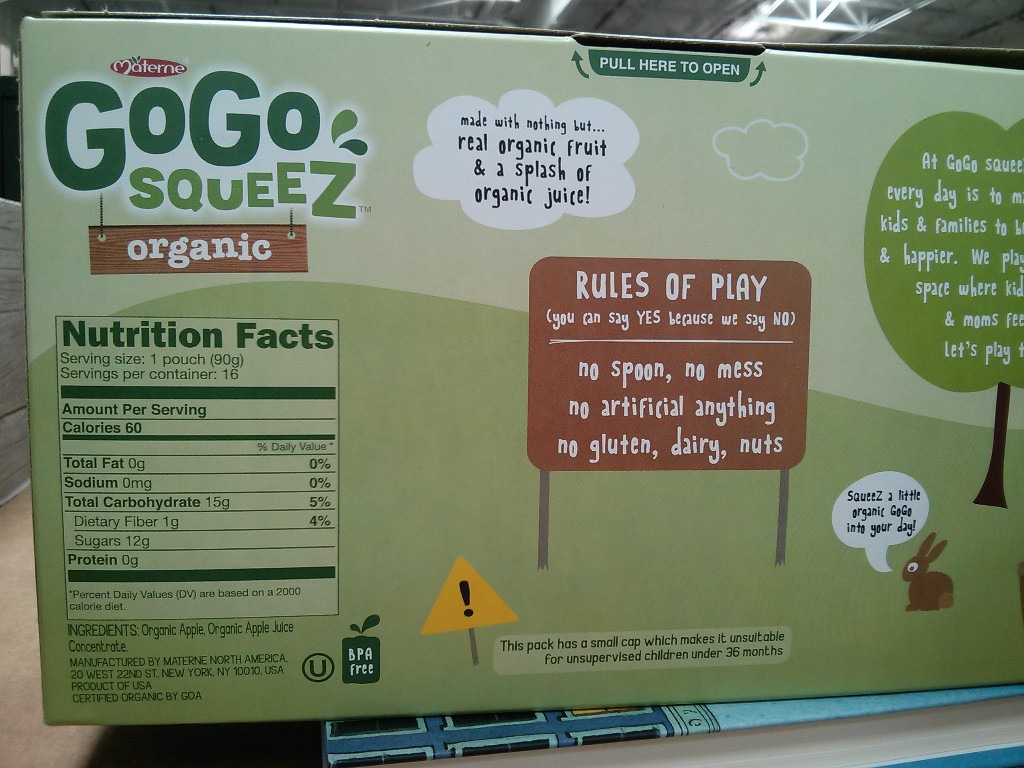 Materne
GOGO
SQUEEZ™
organic
PULL HERE TO OPEN
made with nothing but...
real organic fruit
& a splash of
organic juice!
RULES OF PLAY
(you can say YES because we say NO)
no spoon, no mess
no artificial anything
no gluten, dairy, nuts
At GoGo
every day is to
kids & families to
& happier. We
space where
& moms
Let's play
SqueeZ a little
organic GoGo
into your day!
Nutrition Facts
Serving size: 1 pouch (90g)
Servings per container: 16
Amount Per Serving
Calories 60
% Daily Value *
Total Fat 0g 0%
Sodium 0mg 0%
Total Carbohydrate 15g 5%
Dietary Fiber 1g 4%
Sugars 12g
Protein 0g
*Percent Daily Values (DV) are based on a 2000
calorie diet.
INGREDIENTS: Organic Apple, Organic Apple Juice
Concentrate.
MANUFACTURED BY MATERNE NORTH AMERICA.
20 WEST 22ND ST, NEW YORK, NY 10010, USA
PRODUCT OF USA
CERTIFIED ORGANIC BY GOA
U
BPA
free
!
This pack has a small cap which makes it unsuitable
for unsupervised children under 36 months